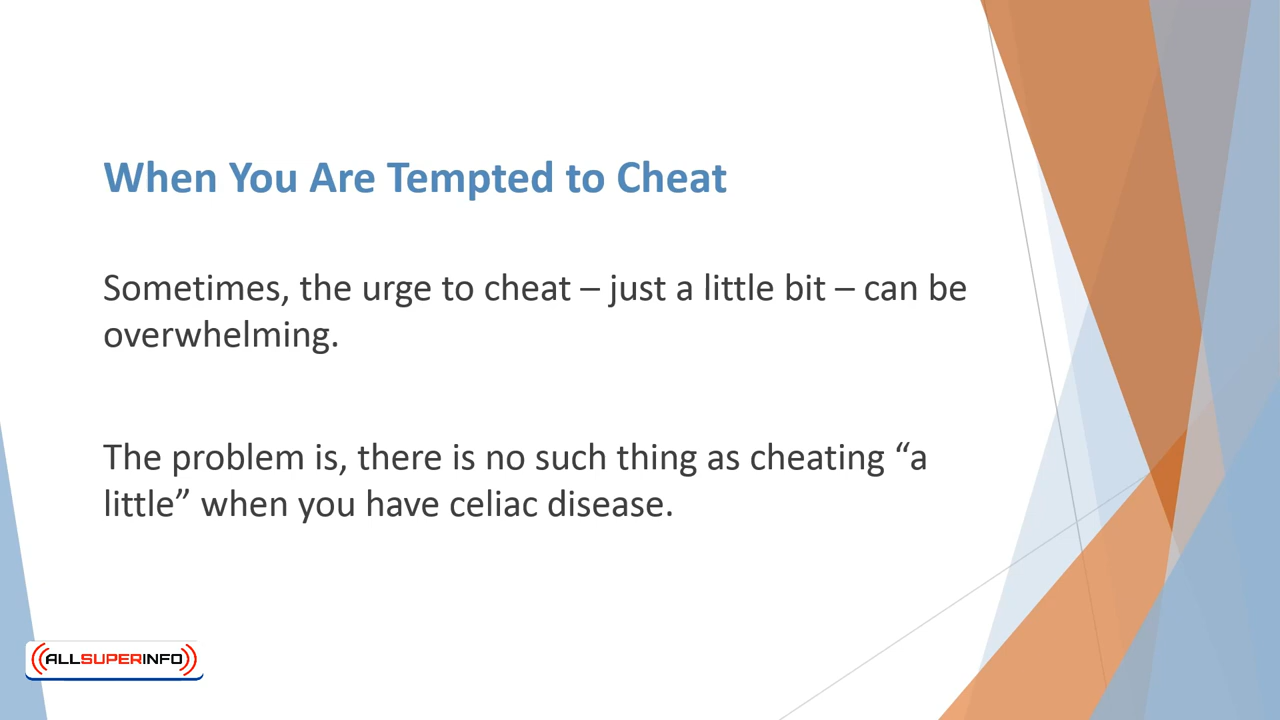 When You Are Tempted to Cheat
Sometimes, the urge to cheat – just a little bit – can be
overwhelming.
The problem is, there is no such thing as cheating “a
little” when you have celiac disease.
ALLSUPERINFO